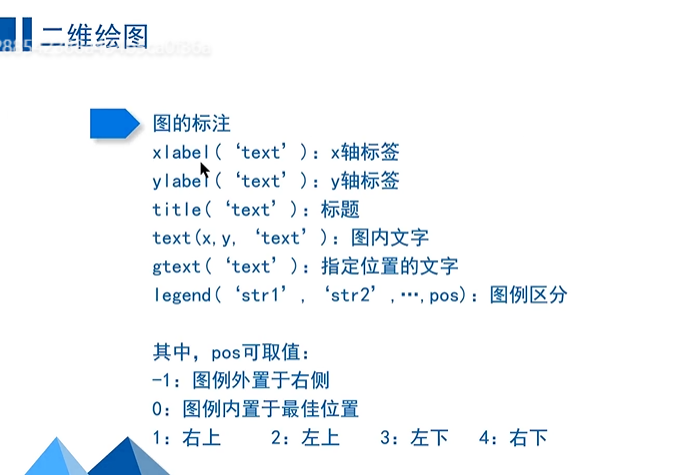 二维绘图
图的标注
xlabel(‘text’): x轴标签
ylabel(‘text’): y轴标签
title(‘text’): 标题
text(x,y,‘text’): 图内文字
gtext(‘text’): 指定位置的文字
legend(‘str1’,‘str2’,…,pos): 图例区分
其中，pos可取值：
-1: 图例外置于右侧
0: 图例内置于最佳位置
1: 右上 2: 左上 3: 左下 4: 右下